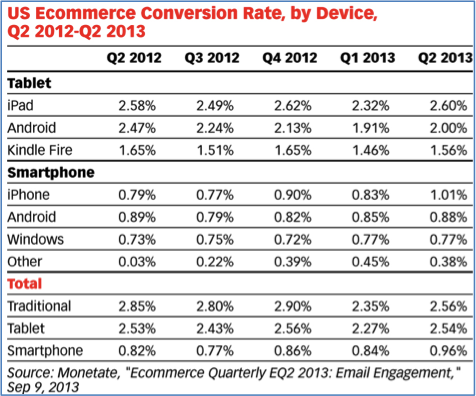 US Ecommerce Conversion Rate, by Device,
Q2 2012-Q2 2013
Q2 2012 Q3 2012 Q4 2012 Q1 2013 Q2 2013
Tablet
iPad 2.58% 2.49% 2.62% 2.32% 2.60%
Android 2.47% 2.24% 2.13% 1.91% 2.00%
Kindle Fire 1.65% 1.51% 1.65% 1.46% 1.56%
Smartphone
iPhone 0.79% 0.77% 0.90% 0.83% 1.01%
Android 0.89% 0.79% 0.82% 0.85% 0.88%
Windows 0.73% 0.75% 0.72% 0.77% 0.77%
Other 0.03% 0.22% 0.39% 0.45% 0.38%
Total
Traditional 2.85% 2.80% 2.90% 2.35% 2.56%
Tablet 2.53% 2.43% 2.56% 2.27% 2.54%
Smartphone 0.82% 0.77% 0.86% 0.84% 0.96%
Source: Monetate, "Ecommerce Quarterly EQ2 2013: Email Engagement,"
Sep 9, 2013